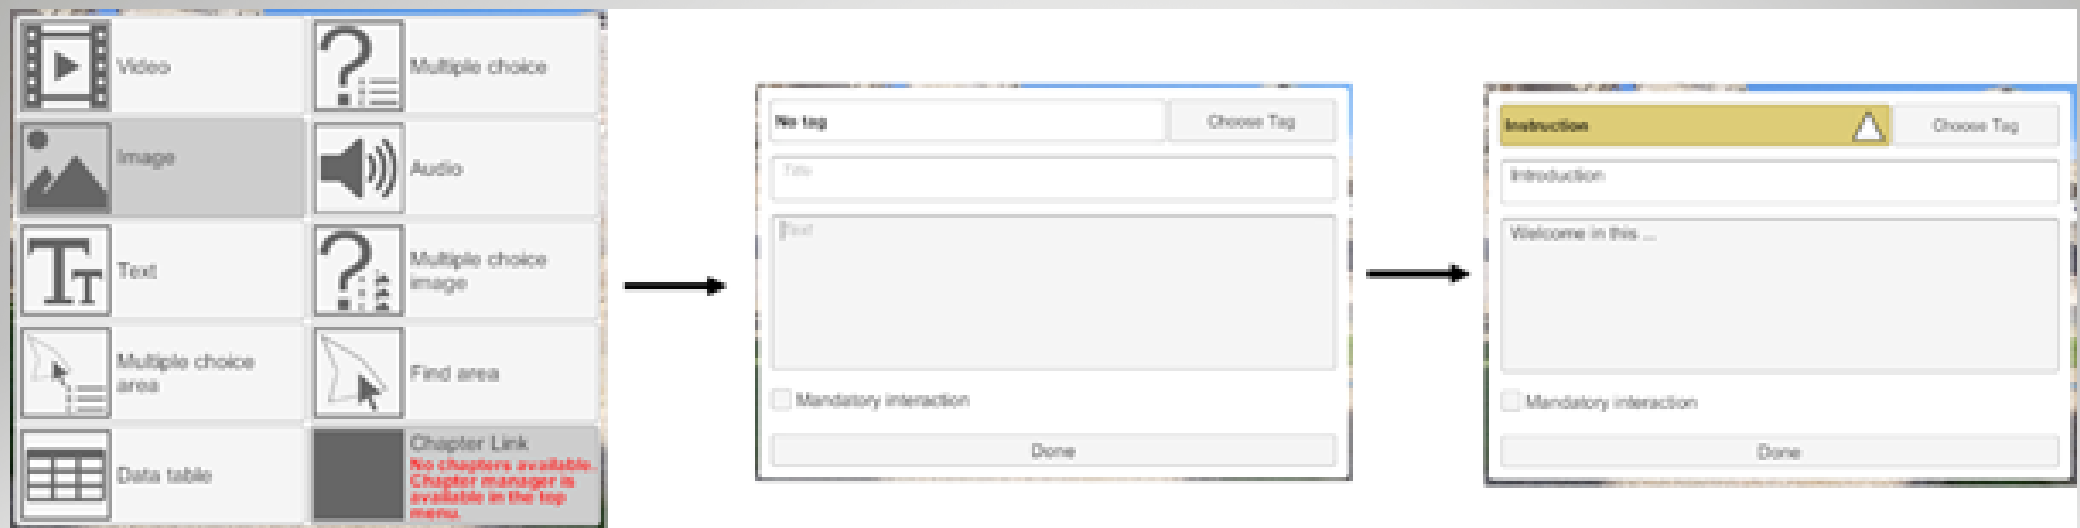 Video
Multiple choice
Image
Audio
Text
Multiple choice
image
Multiple choice
area
Find area
Data table
Chapter Link
No chapters available.
Chapter manager is
available in the top
menu.
No tag
Choose Tag
Title
Text
Mandatory interaction
Done
Instruction
Choose Tag
Introduction
Welcome in this ...
Mandatory interaction
Done